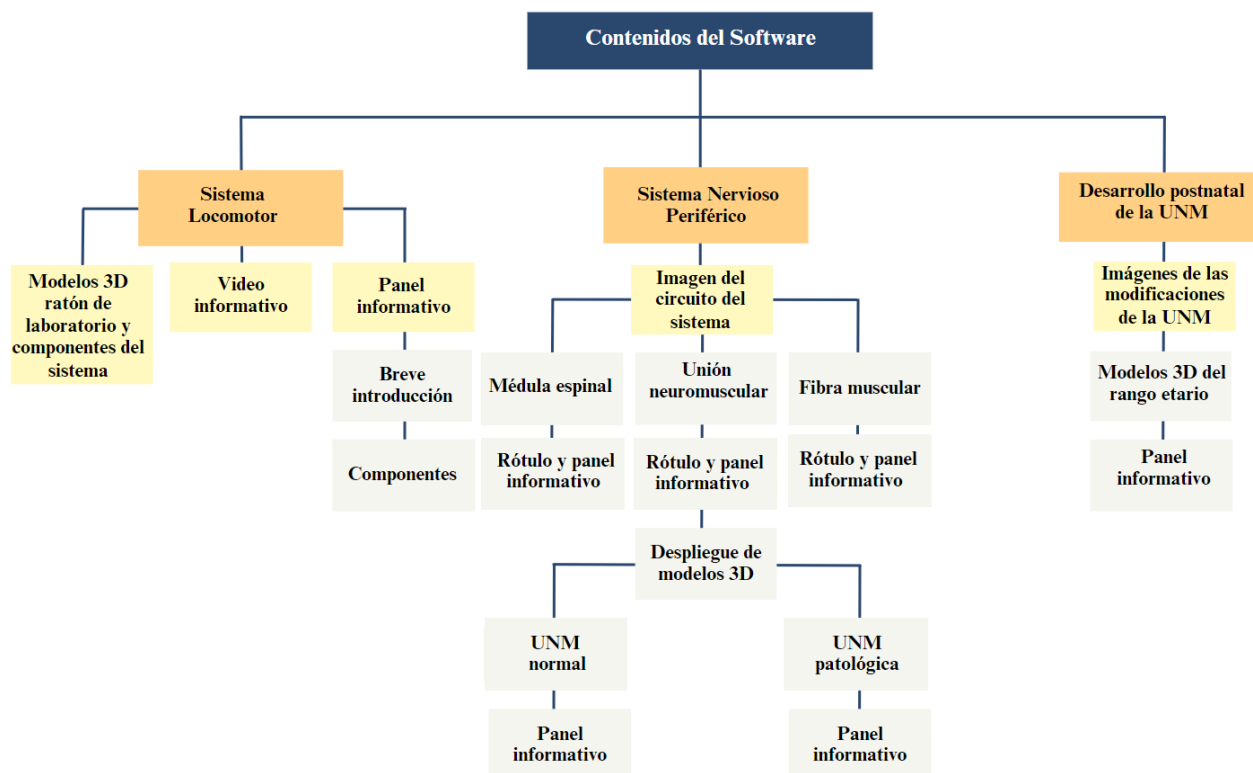 Contenidos del Software
Sistema
Locomotor
Sistema Nervioso
Periférico
Desarrollo postnatal
de la UNM
Modelos 3D
ratón de
laboratorio y
componentes del
sistema
Video
informativo
Panel
informativo
Imagen del
circuito del
sistema
Imágenes de las
modificaciones
de la UNM
Breve
introducción
Médula espinal
Unión
neuromuscular
Fibra muscular
Modelos 3D del
rango etario
Componentes
Rótulo y panel
informativo
Rótulo y panel
informativo
Rótulo y panel
informativo
Panel
informativo
Despliegue de
modelos 3D
UNM
normal
UNM
patológica
Panel
informativo
Panel
informativo